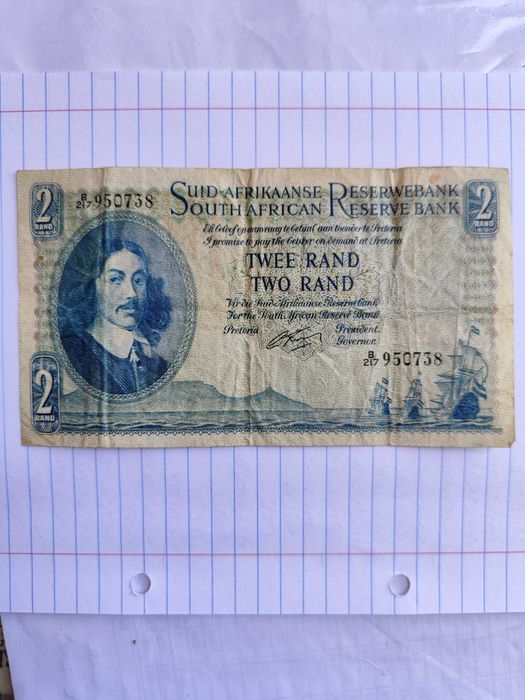 2
RAND
B/217 950738
SUID-AFRIKAANSE RESERWEBANK
SOUTH AFRICAN RESERVE BANK
2
RAND
Ek beloof op aanvraag te betaal aan toonder te Pretoria
I promise to pay the bearer on demand at Pretoria
TWEE RAND
TWO RAND
Vir die Suid-Afrikaanse Reserwebank
For the South African Reserve Bank
Pretoria
President.
Governor.
B/217 950738
2
RAND